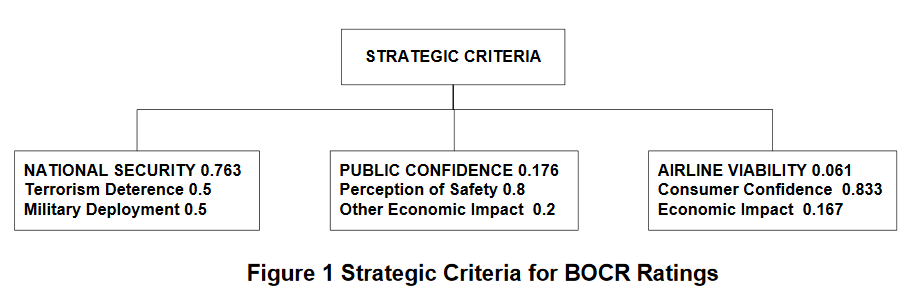 STRATEGIC CRITERIA
NATIONAL SECURITY 0.763
Terrorism Deterence 0.5
Military Deployment 0.5
PUBLIC CONFIDENCE 0.176
Perception of Safety 0.8
Other Economic Impact 0.2
AIRLINE VIABILITY 0.061
Consumer Confidence 0.833
Economic Impact 0.167
Figure 1 Strategic Criteria for BOCR Ratings